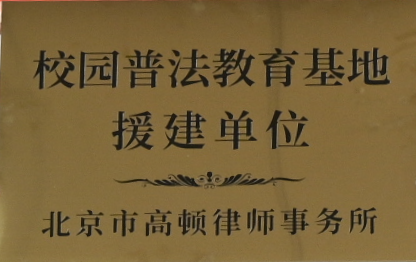 校园普法教育基地
援建单位
北京市高顿律师事务所